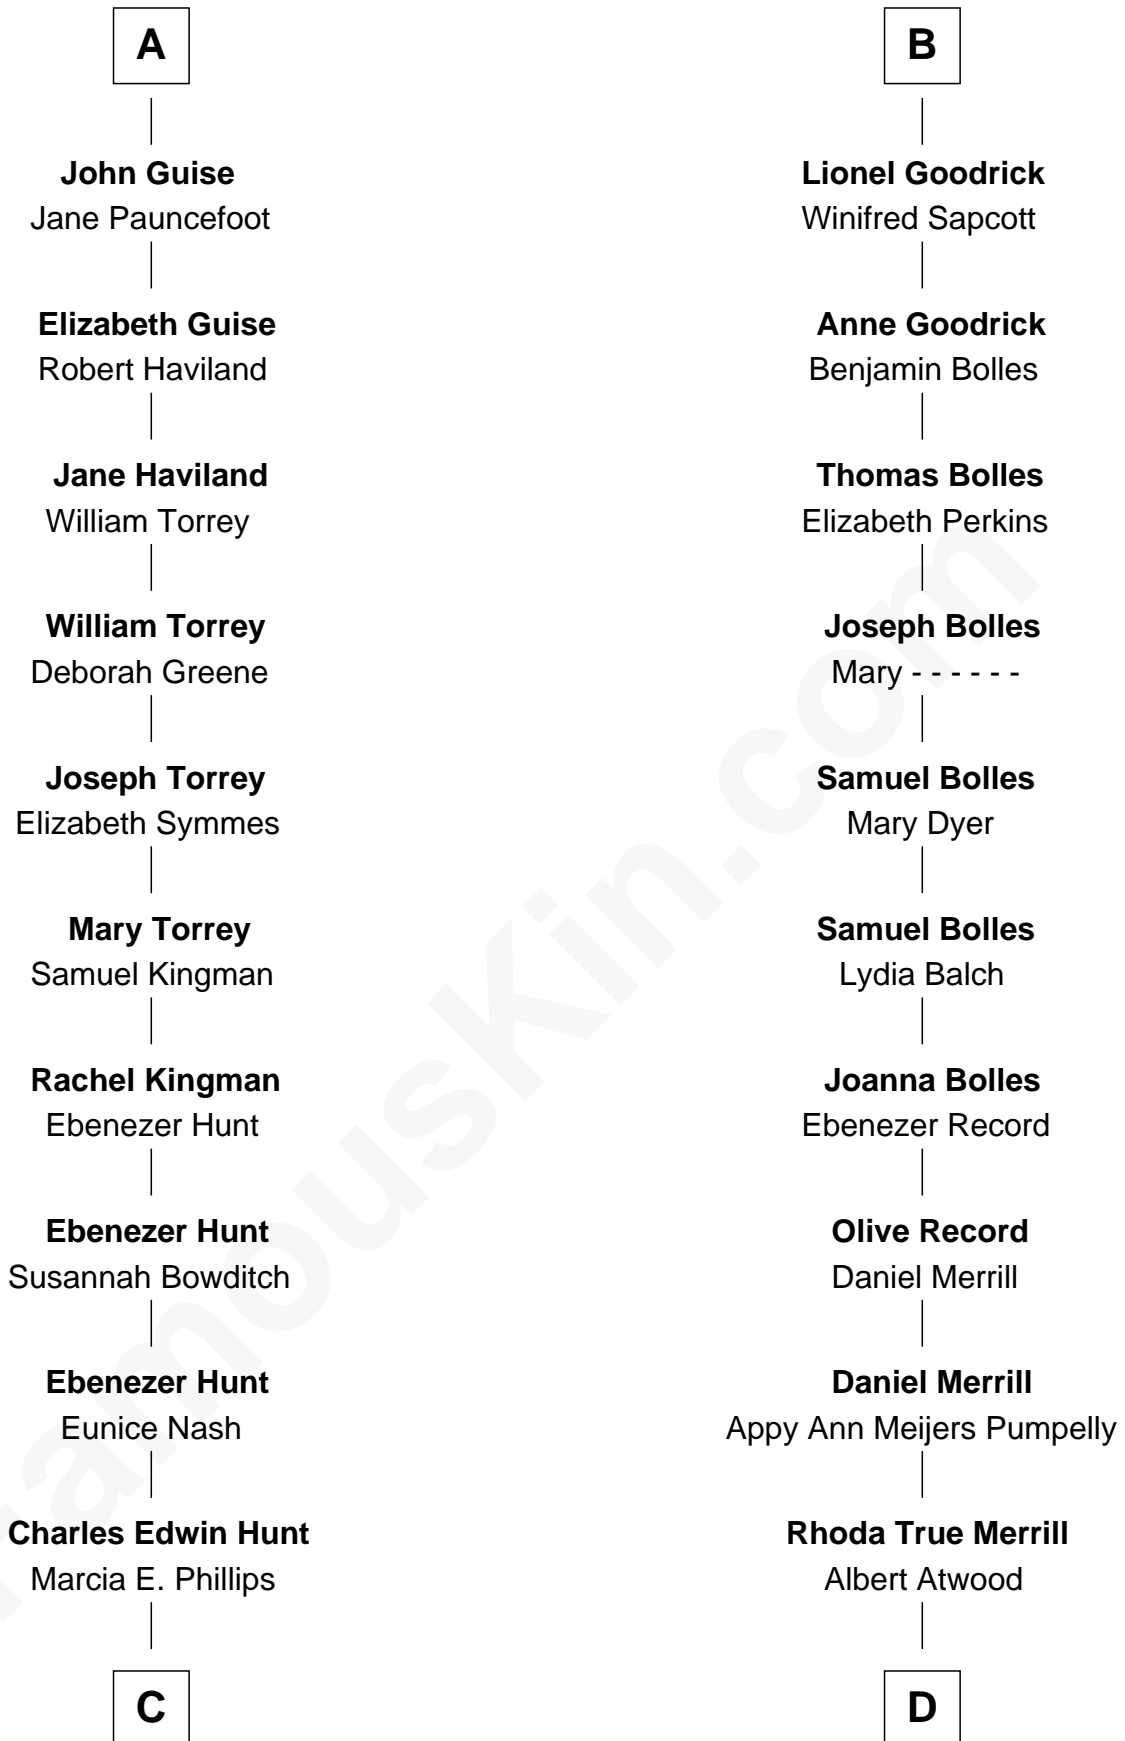 A
John Guise
Jane Pauncefoot
Elizabeth Guise
Robert Haviland
Jane Haviland
William Torrey
William Torrey
Deborah Greene
Joseph Torrey
Elizabeth Symmes
Mary Torrey
Samuel Kingman
Rachel Kingman
Ebenezer Hunt
Ebenezer Hunt
Susannah Bowditch
Ebenezer Hunt
Eunice Nash
Charles Edwin Hunt
Marcia E. Phillips
C
B
Lionel Goodrick
Winifred Sapcott
Anne Goodrick
Benjamin Bolles
Thomas Bolles
Elizabeth Perkins
Joseph Bolles
Mary - - - - - -
Samuel Bolles
Mary Dyer
Samuel Bolles
Lydia Balch
Joanna Bolles
Ebenezer Record
Olive Record
Daniel Merrill
Daniel Merrill
Appy Ann Meijers Pumpelly
Rhoda True Merrill
Albert Atwood
D
FamousKin.com